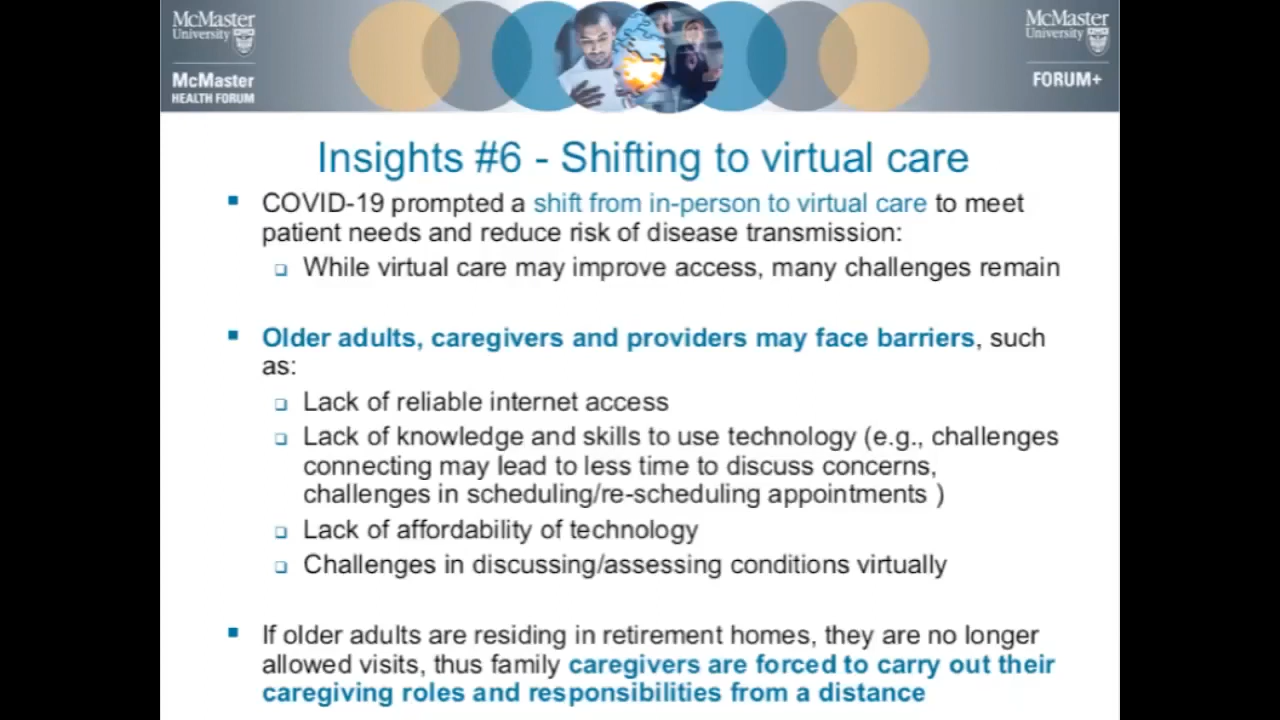 McMaster
University
McMaster
HEALTH FORUM
McMaster
University
FORUM+
Insights #6 - Shifting to virtual care
COVID-19 prompted a shift from in-person to virtual care to meet
patient needs and reduce risk of disease transmission:
While virtual care may improve access, many challenges remain
Older adults, caregivers and providers may face barriers, such
as:
Lack of reliable internet access
Lack of knowledge and skills to use technology (e.g., challenges
connecting may lead to less time to discuss concerns,
challenges in scheduling/re-scheduling appointments )
Lack of affordability of technology
Challenges in discussing/assessing conditions virtually
If older adults are residing in retirement homes, they are no longer
allowed visits, thus family caregivers are forced to carry out their
caregiving roles and responsibilities from a distance